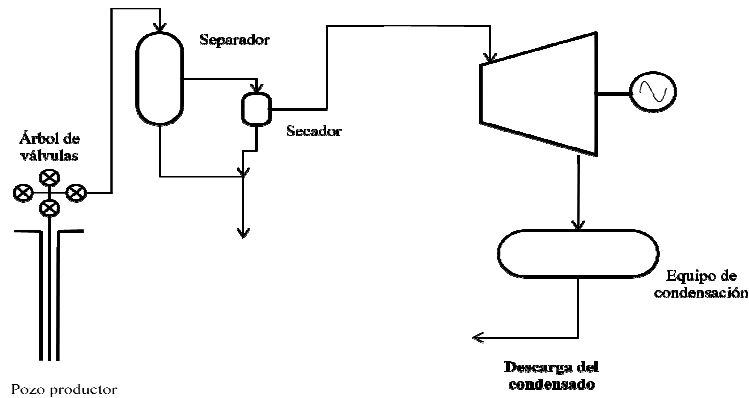 Separador
Secador
Árbol de
válvulas
Equipo de
condensación
Descarga del
condensado
Pozo productor